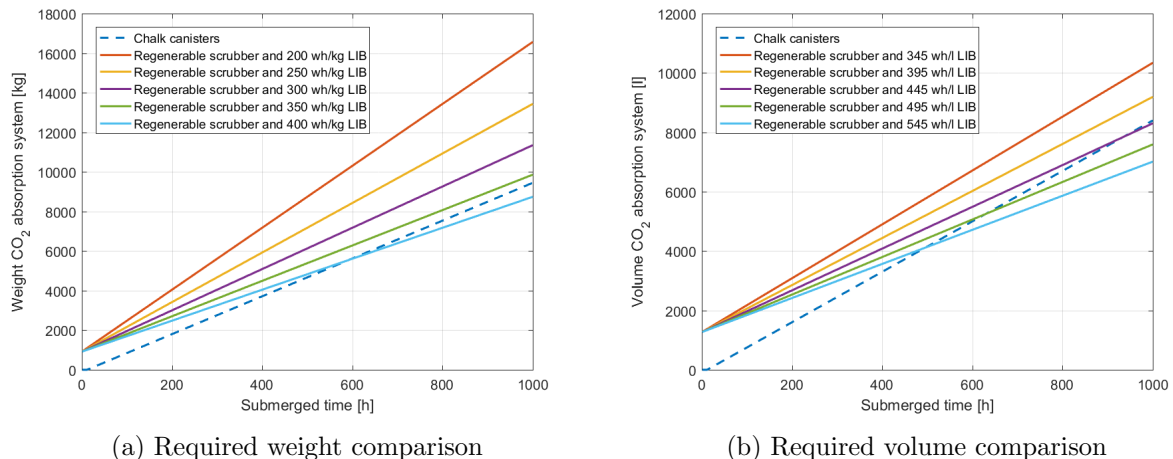 18000
16000
14000
12000
10000
8000
6000
4000
2000
0
Weight CO2 absorption system [kg]
Chalk canisters
Regenerable scrubber and 200 wh/kg LIB
Regenerable scrubber and 250 wh/kg LIB
Regenerable scrubber and 300 wh/kg LIB
Regenerable scrubber and 350 wh/kg LIB
Regenerable scrubber and 400 wh/kg LIB
0 200 400 600 800 1000
Submerged time [h]
(a) Required weight comparison
12000
10000
8000
6000
4000
2000
0
Volume CO2 absorption system [l]
Chalk canisters
Regenerable scrubber and 345 wh/l LIB
Regenerable scrubber and 395 wh/l LIB
Regenerable scrubber and 445 wh/l LIB
Regenerable scrubber and 495 wh/l LIB
Regenerable scrubber and 545 wh/l LIB
0 200 400 600 800 1000
Submerged time [h]
(b) Required volume comparison